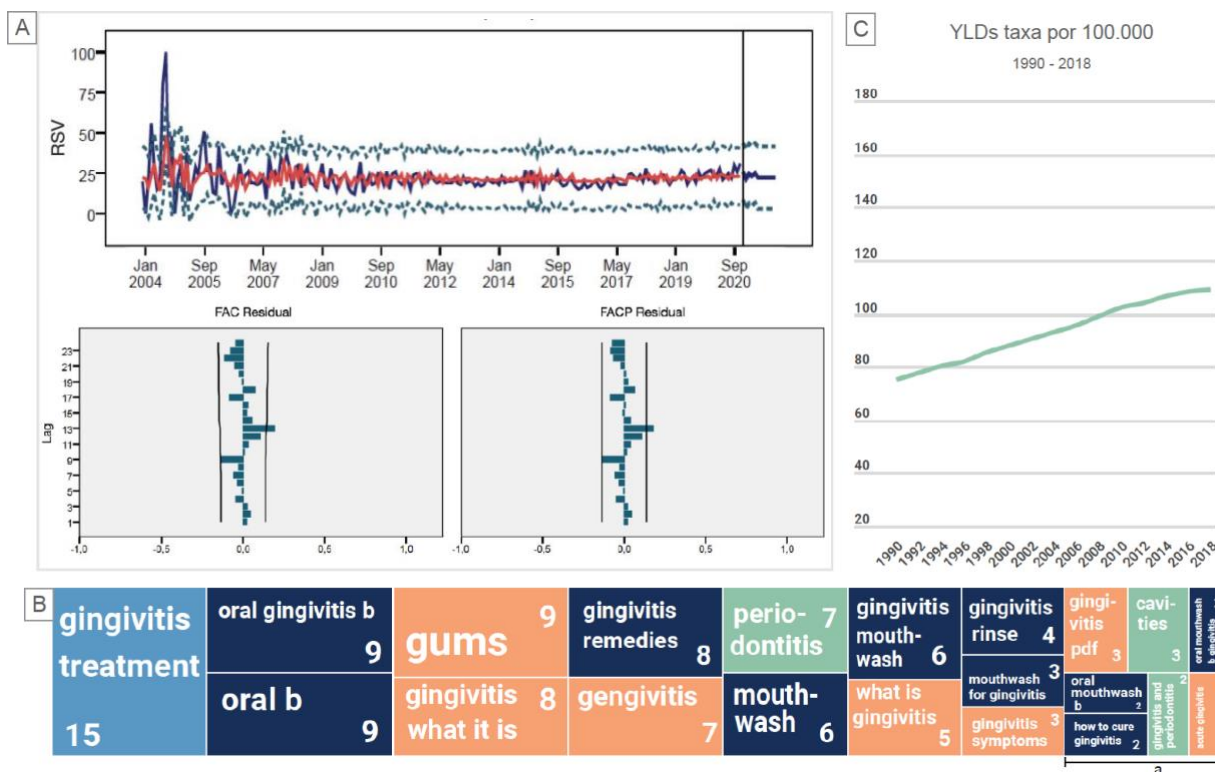 A
RSV
100
75
50
25
0
Jan 2004
Sep 2005
May 2007
Jan 2009
Sep 2010
May 2012
Jan 2014
Sep 2015
May 2017
Jan 2019
Sep 2020
FAC Residual
FACP Residual
Lag
23
21
19
17
15
13
11
9
7
5
3
1
-1,0
-0,5
0,0
0,5
1,0
-1,0
-0,5
0,0
0,5
1,0
C
YLDs taxa por 100.000
1990 - 2018
180
160
140
120
100
80
60
40
20
1990
1992
1994
1996
1998
2000
2002
2004
2006
2008
2010
2012
2014
2016
2018
B
gingivitis
treatment
15
oral gingivitis b
9
oral b
9
gums
9
gingivitis
what it is
8
gingivitis
remedies
8
gengivitis
7
perio-
dontitis
7
mouth-
wash
6
gingivitis
mouth-
wash
6
what is
gingivitis
5
gingivitis
rinse
4
mouthwash
for gingivitis
3
gingivitis
symptoms
3
gingi-
vitis
pdf
3
cavi-
ties
3
oral mouthwash
b gingivitis
oral
mouthwash
b
2
how to cure
gingivitis
2
gingivitis and
periodontitis
2
acute gingivitis
a